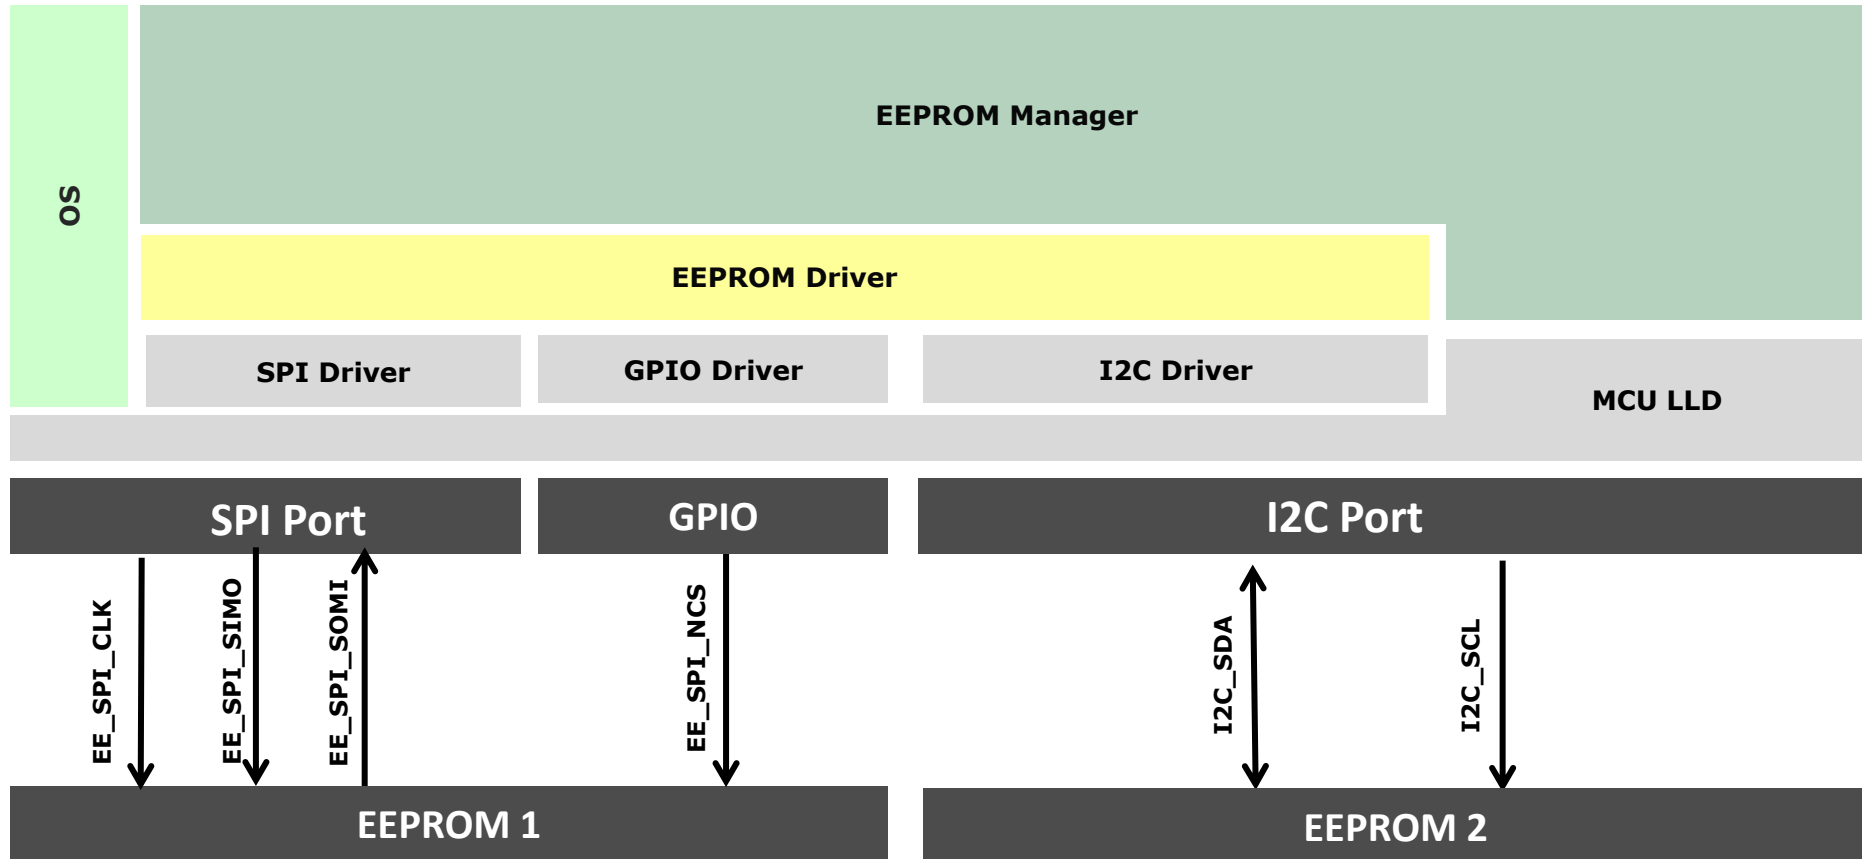 EEPROM Manager
OS
EEPROM Driver
SPI Driver
GPIO Driver
I2C Driver
MCU LLD
SPI Port
GPIO
I2C Port
EE_SPI_CLK
EE_SPI_SIMO
EE_SPI_SOMI
EE_SPI_NCS
I2C_SDA
I2C_SCL
EEPROM 1
EEPROM 2